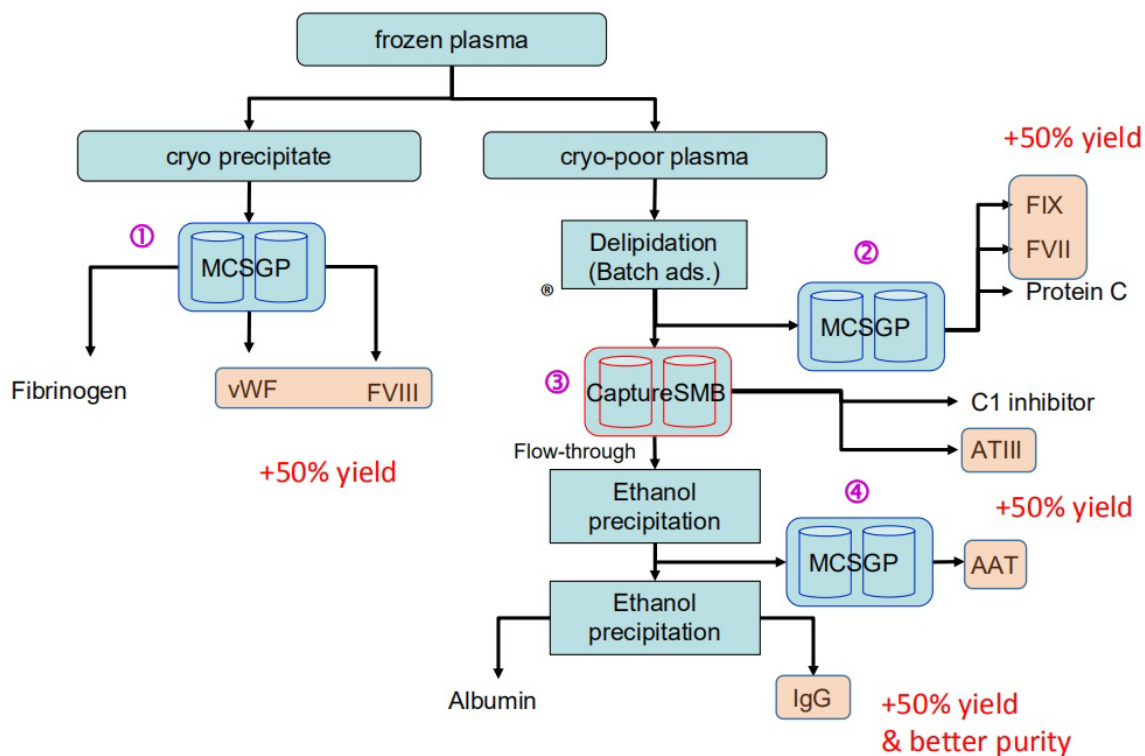 frozen plasma
cryo precipitate
cryo-poor plasma
+50% yield
①
MCSGP
Delipidation
(Batch ads.)
®
②
MCSGP
FIX
FVII
Protein C
Fibrinogen
vWF
FVIII
+50% yield
③
CaptureSMB
C1 inhibitor
ATIII
Flow-through
Ethanol
precipitation
④
MCSGP
+50% yield
AAT
Ethanol
precipitation
Albumin
IgG
+50% yield
& better purity